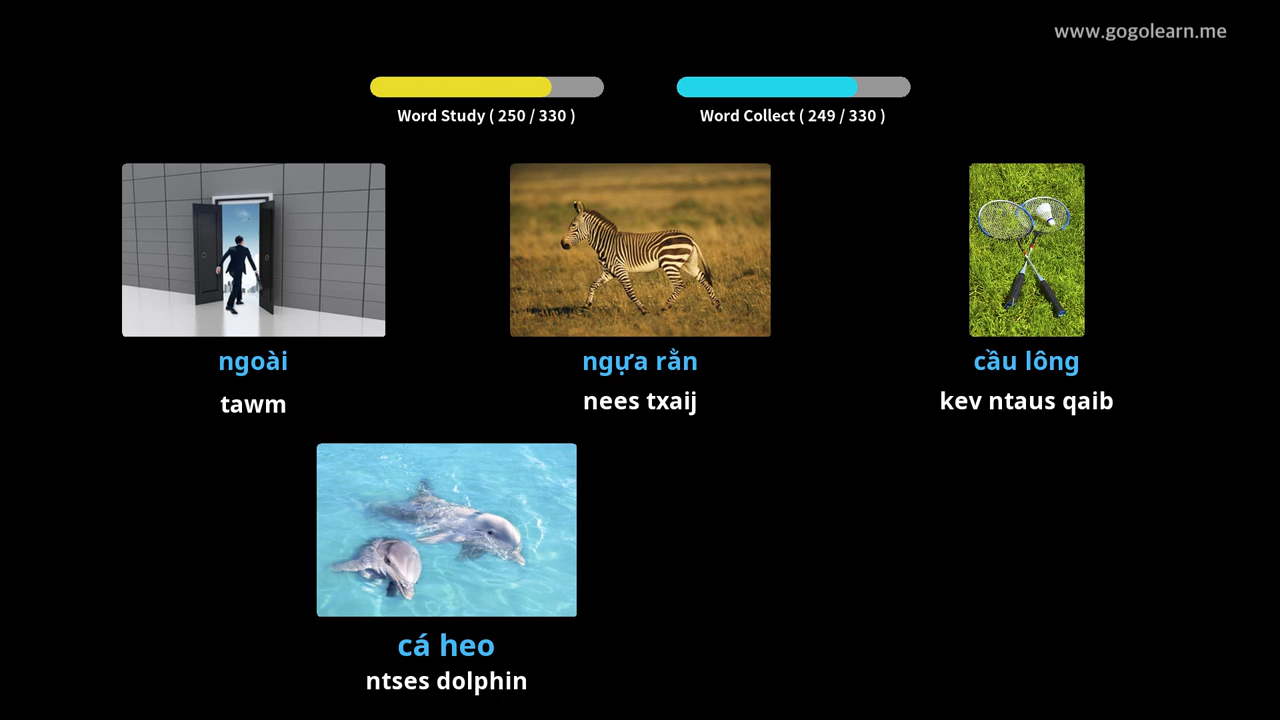 www.gogolearn.me
Word Study ( 250 / 330 )
Word Collect ( 249 / 330 )
ngoài
tawm
ngựa rằn
nees txaij
cầu lông
kev ntaus qaib
cá heo
ntses dolphin